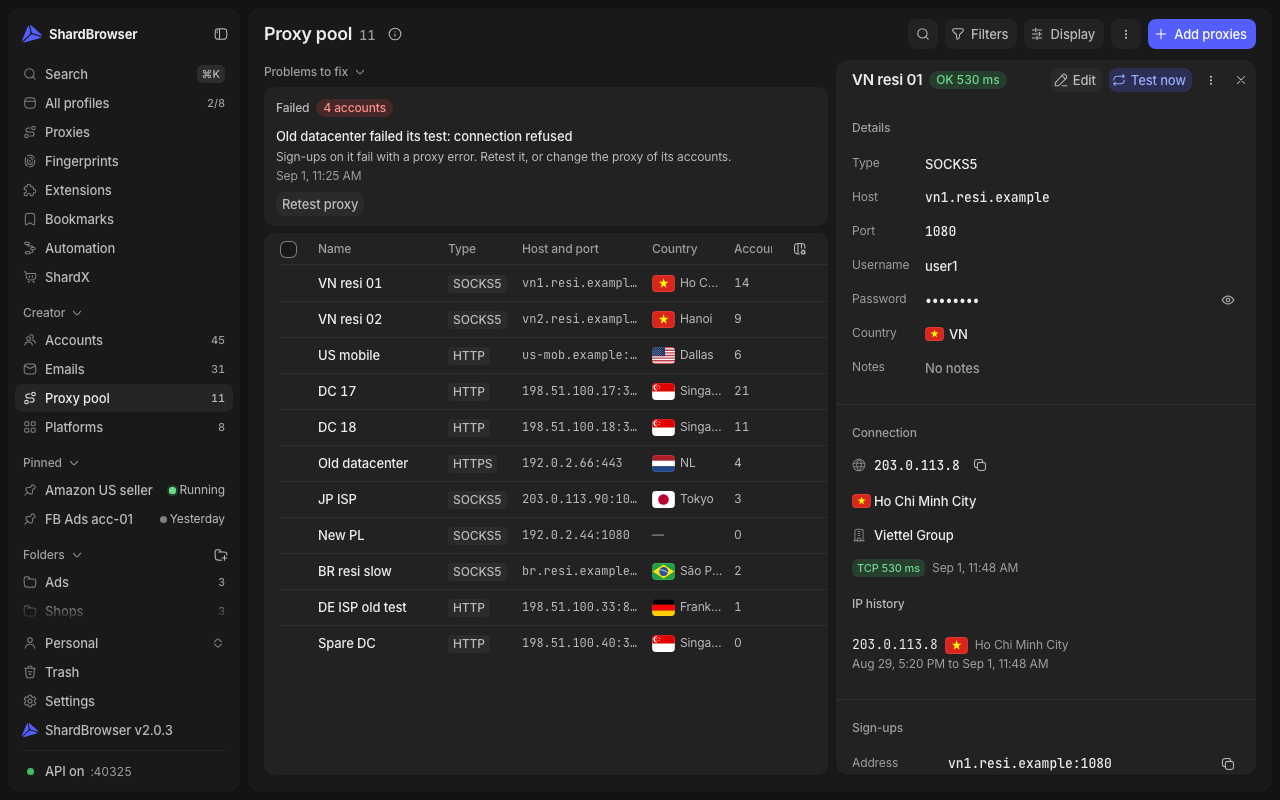 ShardBrowser
Search ⌘K
All profiles 2/8
Proxies
Fingerprints
Extensions
Bookmarks
Automation
ShardX
Creator
Accounts 45
Emails 31
Proxy pool 11
Platforms 8
Pinned
Amazon US seller Running
FB Ads acc-01 Yesterday
Folders
Ads 3
Shops 3
Personal
Trash
Settings
ShardBrowser v2.0.3
API on :40325
Proxy pool 11
Filters
Display
Add proxies
Problems to fix
Failed 4 accounts
Old datacenter failed its test: connection refused
Sign-ups on it fail with a proxy error. Retest it, or change the proxy of its accounts.
Sep 1, 11:25 AM
Retest proxy
Name Type Host and port Country Accou
VN resi 01 SOCKS5 vn1.resi.exampl… Ho C… 14
VN resi 02 SOCKS5 vn2.resi.exampl… Hanoi 9
US mobile HTTP us-mob.example:… Dallas 6
DC 17 HTTP 198.51.100.17:3… Singa… 21
DC 18 HTTP 198.51.100.18:3… Singa… 11
Old datacenter HTTPS 192.0.2.66:443 NL 4
JP ISP SOCKS5 203.0.113.90:10… Tokyo 3
New PL SOCKS5 192.0.2.44:1080 — 0
BR resi slow SOCKS5 br.resi.example… São P… 2
DE ISP old test HTTP 198.51.100.33:8… Frank… 1
Spare DC HTTP 198.51.100.40:3… Singa… 0
VN resi 01 OK 530 ms Edit Test now
Details
Type SOCKS5
Host vn1.resi.example
Port 1080
Username user1
Password ••••••••
Country VN
Notes No notes
Connection
203.0.113.8
Ho Chi Minh City
Viettel Group
TCP 530 ms Sep 1, 11:48 AM
IP history
203.0.113.8 Ho Chi Minh City
Aug 29, 5:20 PM to Sep 1, 11:48 AM
Sign-ups
Address vn1.resi.example:1080